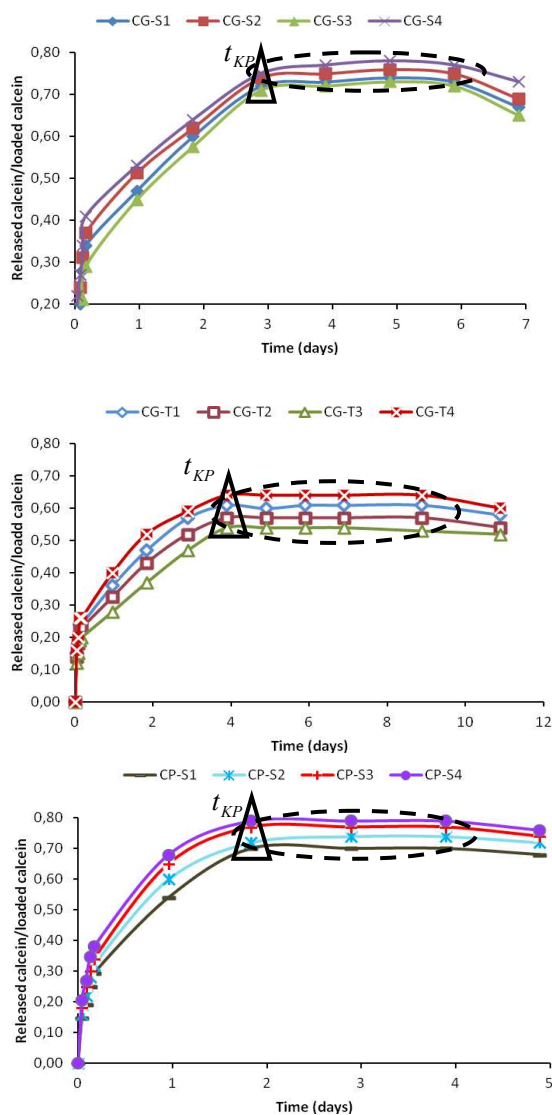 CG-S1 CG-S2 CG-S3 CG-S4
t_KP
0,80
0,70
0,60
0,50
0,40
0,30
0,20
Released calcein/loaded calcein
0 1 2 3 4 5 6 7
Time (days)
CG-T1 CG-T2 CG-T3 CG-T4
t_KP
0,80
0,70
0,60
0,50
0,40
0,30
0,20
0,10
0,00
Released calcein/loaded calcein
0 2 4 6 8 10 12
Time (days)
CP-S1 CP-S2 CP-S3 CP-S4
t_KP
0,80
0,70
0,60
0,50
0,40
0,30
0,20
0,10
0,00
Released calcein/loaded calcein
0 1 2 3 4 5
Time (days)